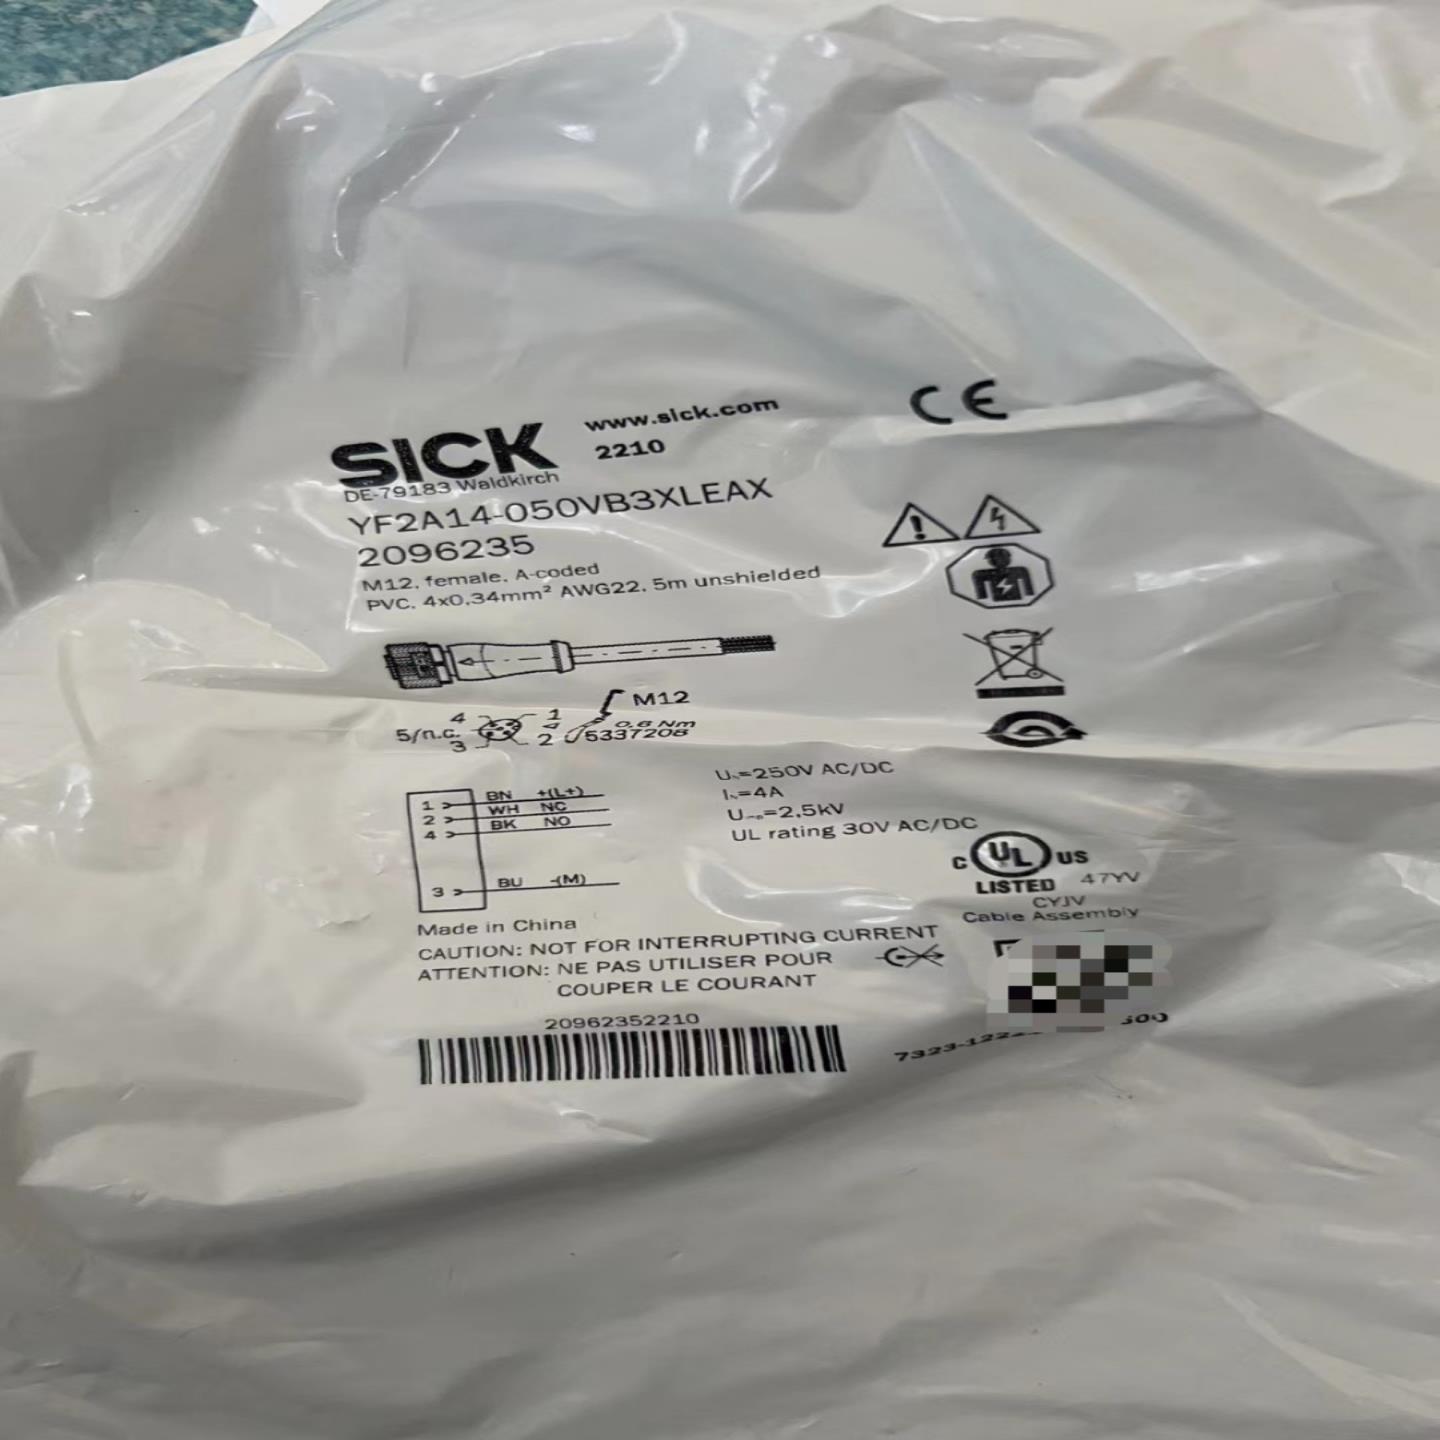 SICK
www.sick.com
2210
DE-79183 Waldkirch
CE
YF2A14-050VB3XLEAX
2096235
M12, female, A-coded
PVC, 4x0,34mm² AWG22, 5m unshielded
M12
0,6 Nm
5337208
4
1
5/n.c.
3
2
1 BN +(L+)
2 WH NC
4 BK NO
3 BU -(M)
=250V AC/DC
=4A
=2,5kV
UL rating 30V AC/DC
C UL US
LISTED 47YV
CYJV
Cable Assembly
Made in China
CAUTION: NOT FOR INTERRUPTING CURRENT
ATTENTION: NE PAS UTILISER POUR
COUPER LE COURANT
20962352210